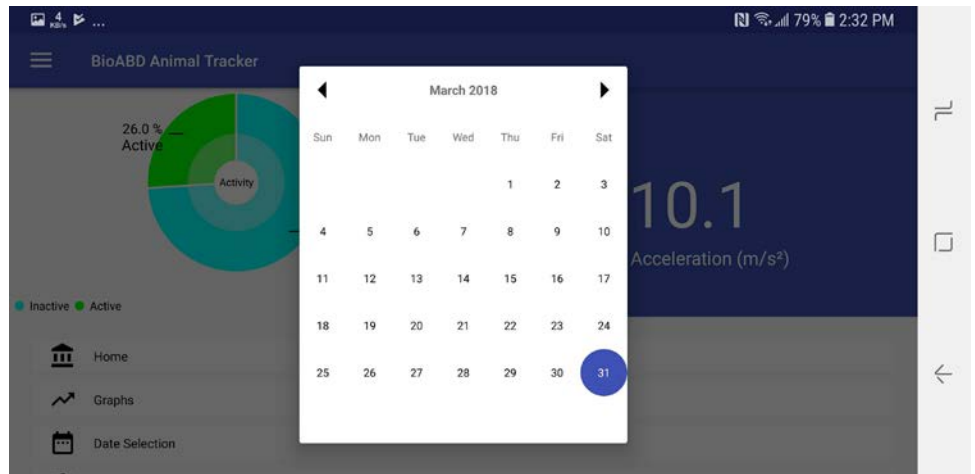 4
KB/s ...
79% 2:32 PM
BioABD Animal Tracker
March 2018
Sun Mon Tue Wed Thu Fri Sat
1 2 3
4 5 6 7 8 9 10
11 12 13 14 15 16 17
18 19 20 21 22 23 24
25 26 27 28 29 30 31
26.0 %
Active
Activity
Inactive Active
10.1
Acceleration (m/s²)
Home
Graphs
Date Selection